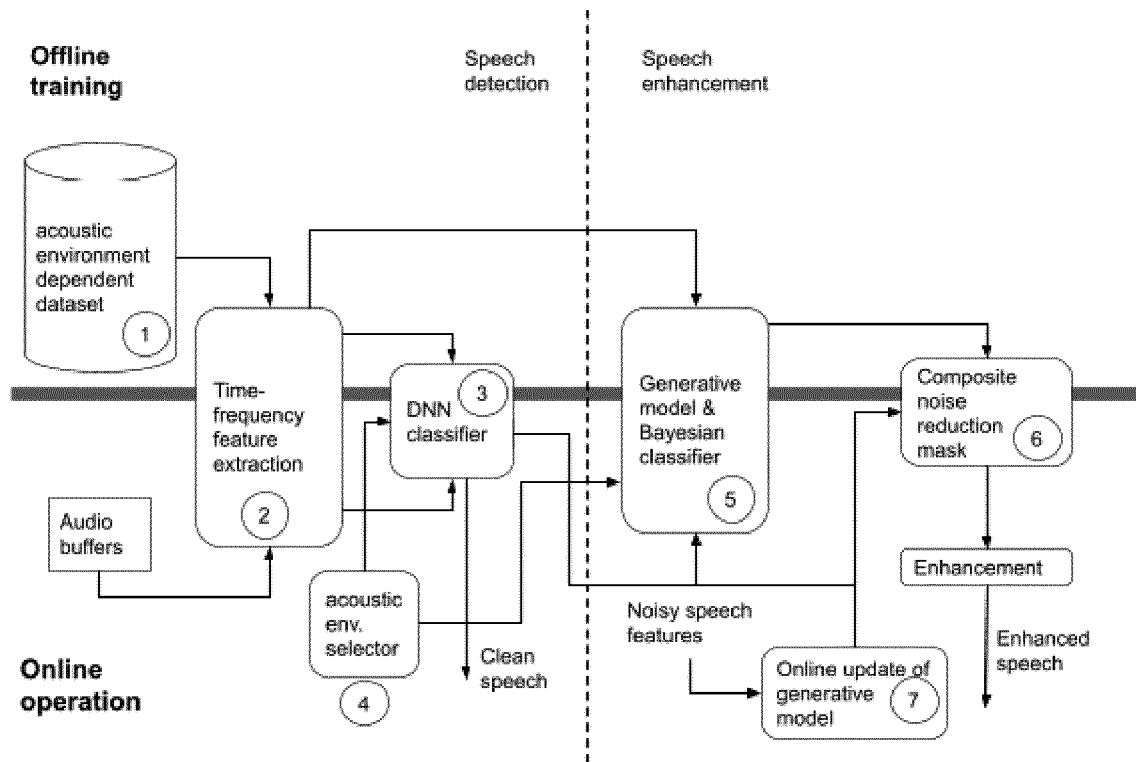 Offline
training
Speech
detection
Speech
enhancement
acoustic
environment
dependent
dataset
1
Time-
frequency
feature
extraction
2
DNN
classifier
3
Generative
model &
Bayesian
classifier
5
Composite
noise
reduction
mask
6
Audio
buffers
acoustic
env.
selector
4
Clean
speech
Noisy speech
features
Enhancement
Enhanced
speech
Online update of
generative
model
7
Online
operation